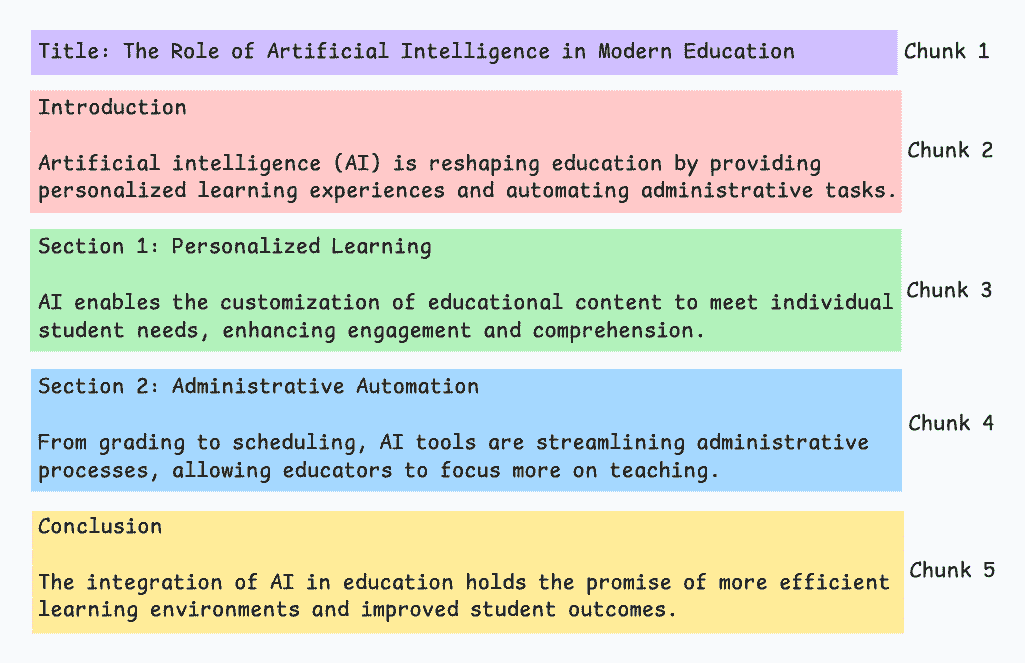 Title: The Role of Artificial Intelligence in Modern Education
Chunk 1
Introduction
Artificial intelligence (AI) is reshaping education by providing
personalized learning experiences and automating administrative tasks.
Chunk 2
Section 1: Personalized Learning
AI enables the customization of educational content to meet individual
student needs, enhancing engagement and comprehension.
Chunk 3
Section 2: Administrative Automation
From grading to scheduling, AI tools are streamlining administrative
processes, allowing educators to focus more on teaching.
Chunk 4
Conclusion
The integration of AI in education holds the promise of more efficient
learning environments and improved student outcomes.
Chunk 5